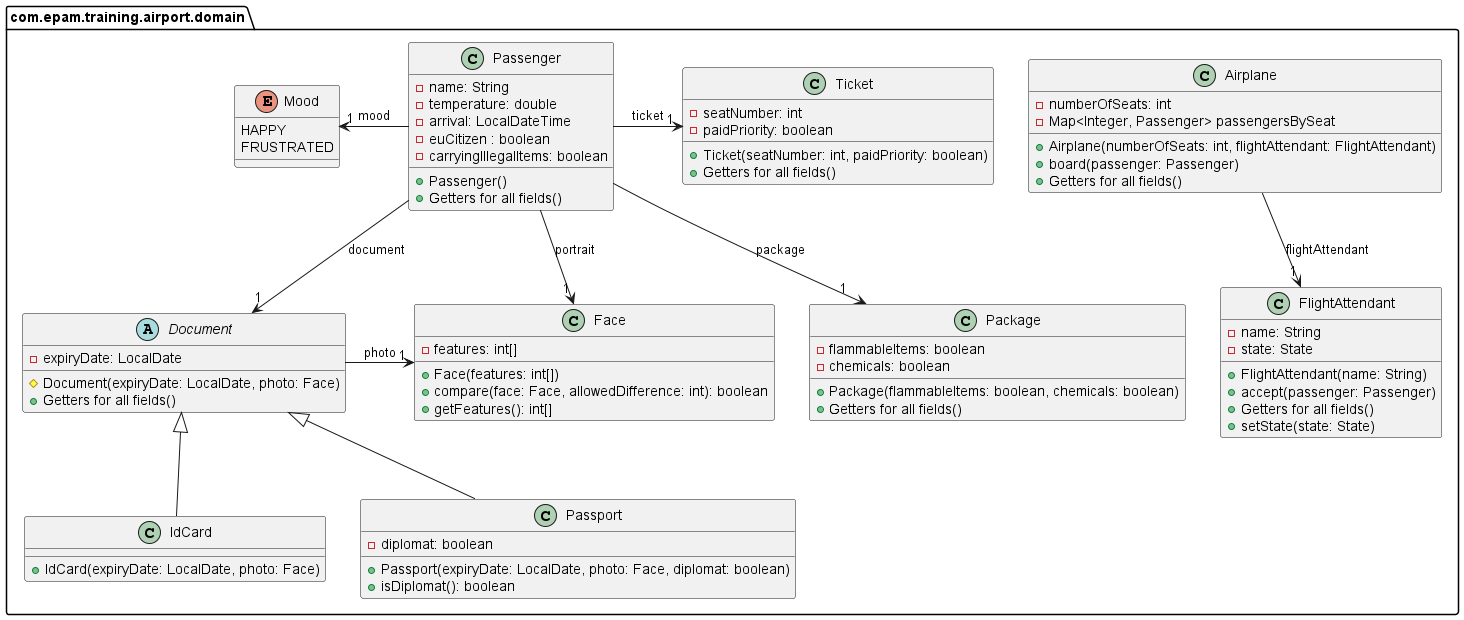 com.epam.training.airport.domain
E Mood
HAPPY
FRUSTRATED
1 mood
C Passenger
name: String
temperature: double
arrival: LocalDateTime
euCitizen : boolean
carryingIllegalItems: boolean
Passenger()
Getters for all fields()
ticket 1
C Ticket
seatNumber: int
paidPriority: boolean
Ticket(seatNumber: int, paidPriority: boolean)
Getters for all fields()
C Airplane
numberOfSeats: int
Map<Integer, Passenger> passengersBySeat
Airplane(numberOfSeats: int, flightAttendant: FlightAttendant)
board(passenger: Passenger)
Getters for all fields()
document
1
portrait
1
package
1
flightAttendant
1
A Document
expiryDate: LocalDate
Document(expiryDate: LocalDate, photo: Face)
Getters for all fields()
photo 1
C Face
features: int[]
Face(features: int[])
compare(face: Face, allowedDifference: int): boolean
getFeatures(): int[]
C Package
flammableItems: boolean
chemicals: boolean
Package(flammableItems: boolean, chemicals: boolean)
Getters for all fields()
C FlightAttendant
name: String
state: State
FlightAttendant(name: String)
accept(passenger: Passenger)
Getters for all fields()
setState(state: State)
C IdCard
IdCard(expiryDate: LocalDate, photo: Face)
C Passport
diplomat: boolean
Passport(expiryDate: LocalDate, photo: Face, diplomat: boolean)
isDiplomat(): boolean